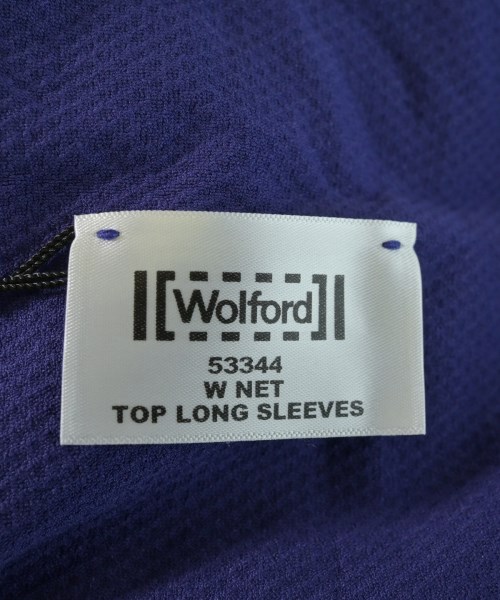 Wolford
53344
W NET
TOP LONG SLEEVES